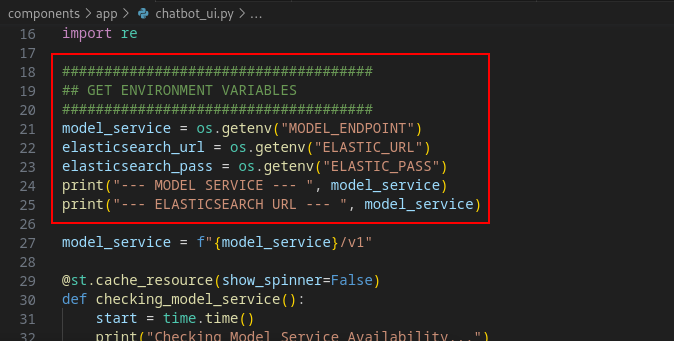 components > app > chatbot_ui.py > ...
16 import re
17
18 #####################################
19 ## GET ENVIRONMENT VARIABLES
20 #####################################
21 model_service = os.getenv("MODEL_ENDPOINT")
22 elasticsearch_url = os.getenv("ELASTIC_URL")
23 elasticsearch_pass = os.getenv("ELASTIC_PASS")
24 print("--- MODEL SERVICE --- ", model_service)
25 print("--- ELASTICSEARCH URL --- ", model_service)
26
27 model_service = f"{model_service}/v1"
28
29 @st.cache_resource(show_spinner=False)
30 def checking_model_service():
31     start = time.time()
32     print("Checking Model Service Availability...")